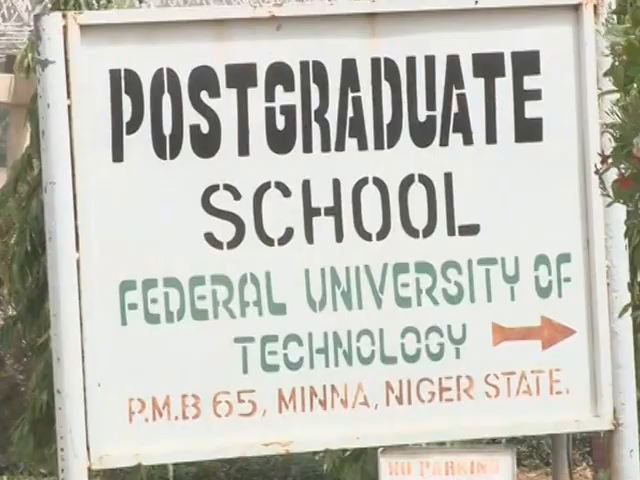 POSTGRADUATE
SCHOOL
FEDERAL UNIVERSITY OF
TECHNOLOGY
P.M.B 65, MINNA, NIGER STATE.
NO PARKING